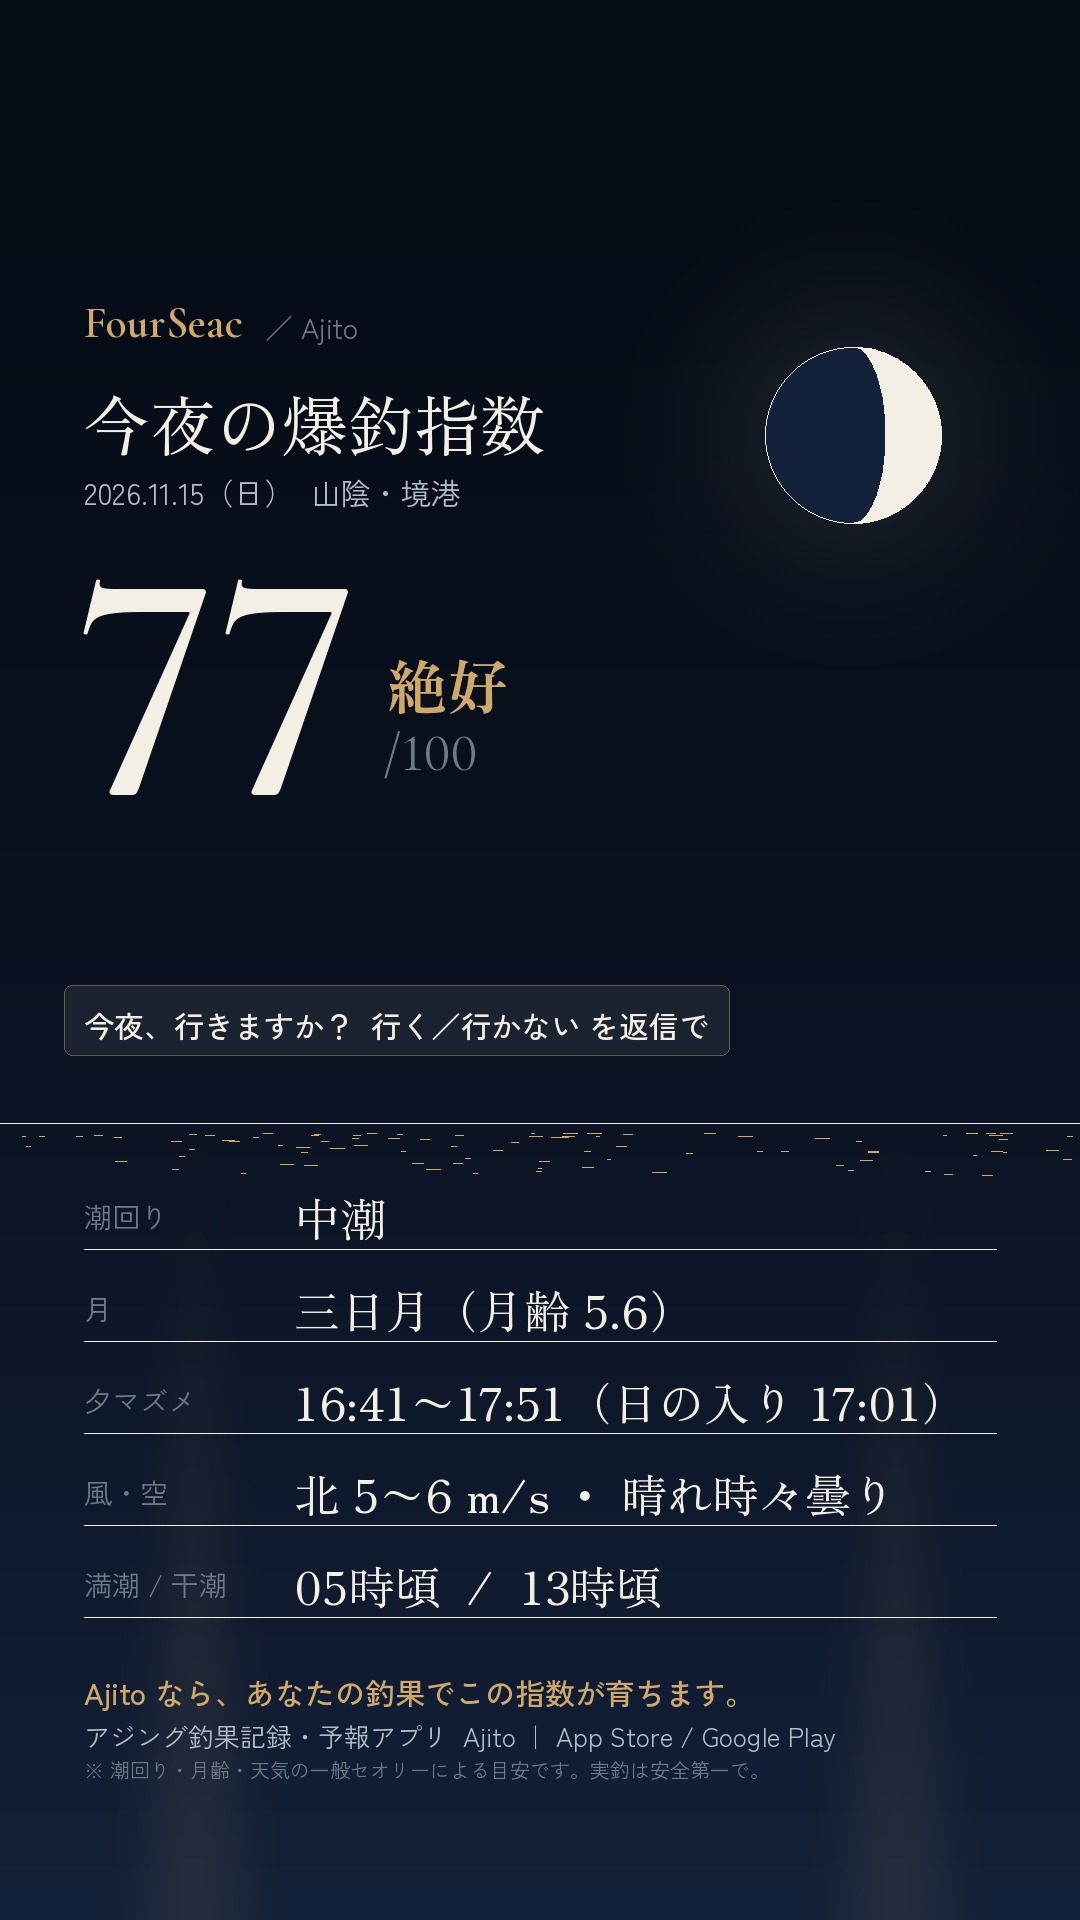 FourSeac ／ Ajito
今夜の爆釣指数
2026.11.15（日） 山陰・境港
77 絶好
/100
今夜、行きますか？ 行く／行かない を返信で
潮回り 中潮
月 三日月（月齢 5.6）
夕マズメ 16:41〜17:51（日の入り 17:01）
風・空 北 5〜6 m/s ・ 晴れ時々曇り
満潮 / 干潮 05時頃 / 13時頃
Ajito なら、あなたの釣果でこの指数が育ちます。
アジング釣果記録・予報アプリ Ajito ｜ App Store / Google Play
※ 潮回り・月齢・天気の一般セオリーによる目安です。実釣は安全第一で。